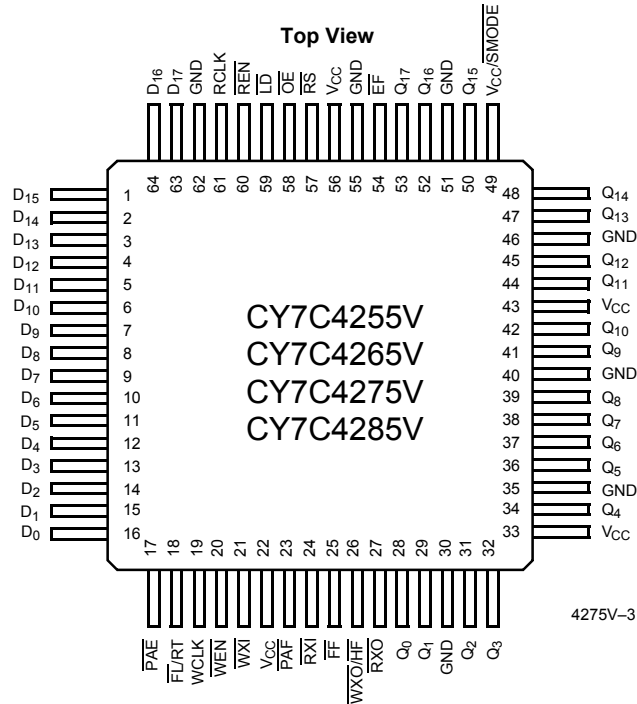 Top View
D16
D17
GND
RCLK
REN
LD
OE
RS
VCC
GND
EF
Q17
Q16
GND
Q15
VCC/SMODE
64 63 62 61 60 59 58 57 56 55 54 53 52 51 50 49
D15 1 48 Q14
D14 2 47 Q13
D13 3 46 GND
D12 4 45 Q12
D11 5 44 Q11
D10 6 43 VCC
D9 7 42 Q10
D8 8 41 Q9
D7 9 40 GND
D6 10 39 Q8
D5 11 38 Q7
D4 12 37 Q6
D3 13 36 Q5
D2 14 35 GND
D1 15 34 Q4
D0 16 33 VCC
CY7C4255V
CY7C4265V
CY7C4275V
CY7C4285V
17 18 19 20 21 22 23 24 25 26 27 28 29 30 31 32
PAE
FL/RT
WCLK
WEN
WXI
VCC
PAF
RXI
FF
WXO/HF
RXO
Q0
Q1
GND
Q2
Q3
4275V–3